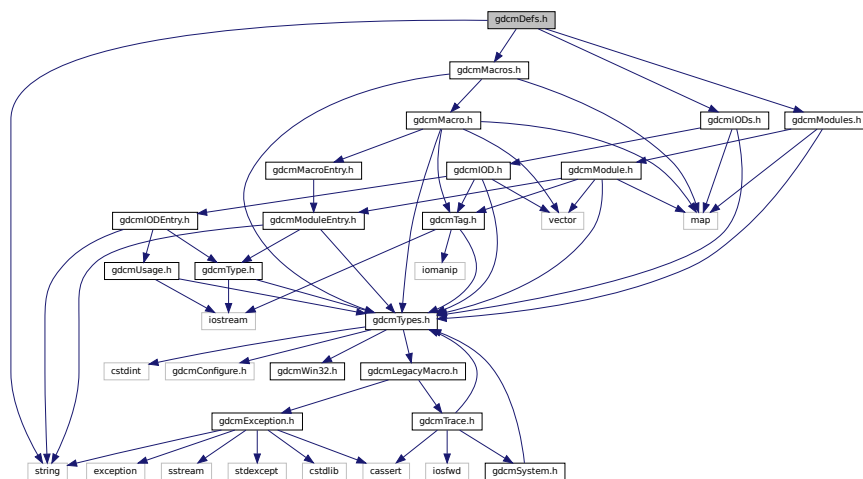 gdcmDefs.h
gdcmMacros.h
gdcmMacro.h
gdcmIODs.h
gdcmModules.h
gdcmMacroEntry.h
gdcmIOD.h
gdcmModule.h
gdcmIODEntry.h
gdcmModuleEntry.h
gdcmTag.h
vector
map
gdcmUsage.h
gdcmType.h
iomanip
iostream
gdcmTypes.h
cstdint
gdcmConfigure.h
gdcmWin32.h
gdcmLegacyMacro.h
gdcmException.h
gdcmTrace.h
string
exception
sstream
stdexcept
cstdlib
cassert
iosfwd
gdcmSystem.h